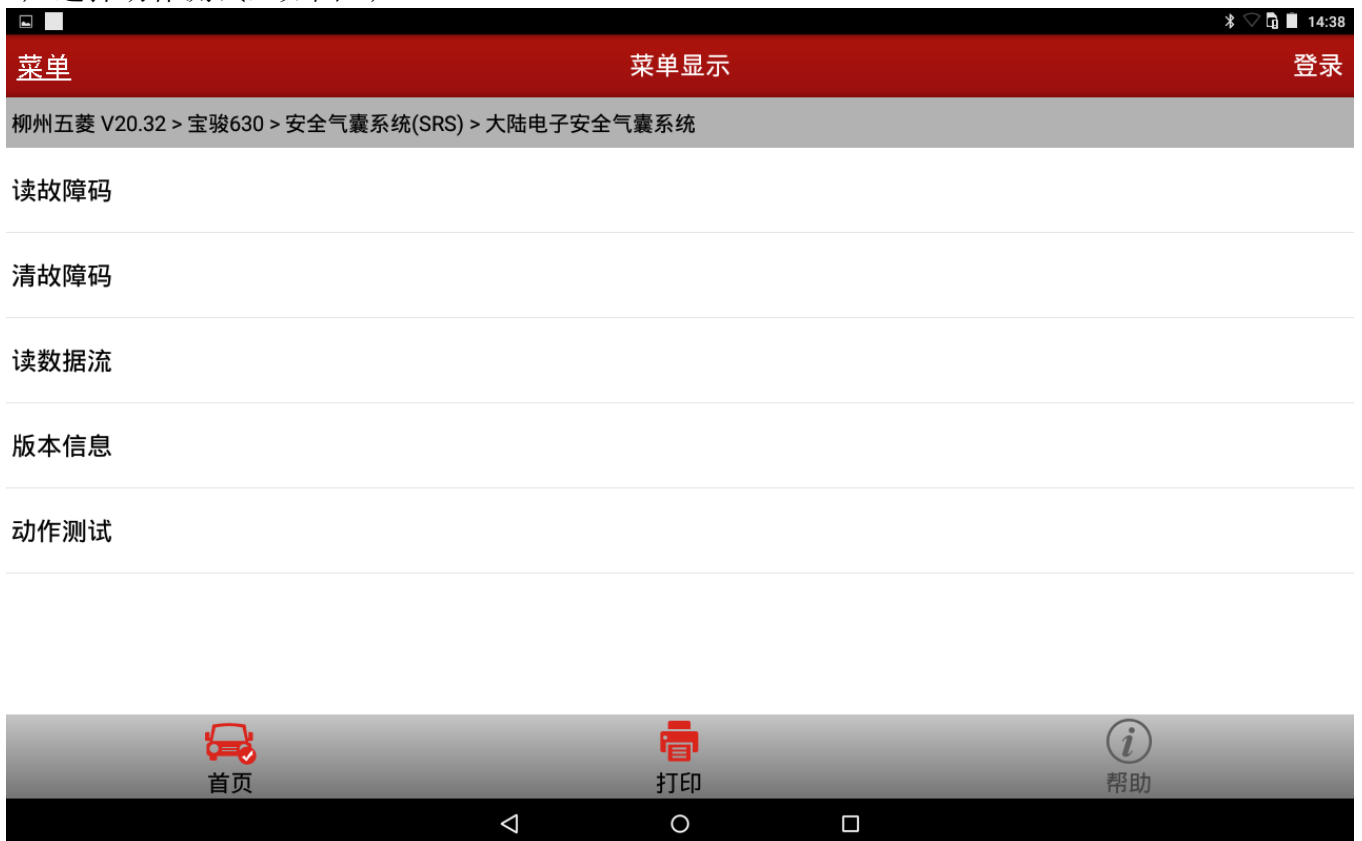 14:38
菜单
菜单显示
登录
柳州五菱 V20.32 > 宝骏630 > 安全气囊系统(SRS) > 大陆电子安全气囊系统
读故障码
清故障码
读数据流
版本信息
动作测试
首页
打印
帮助